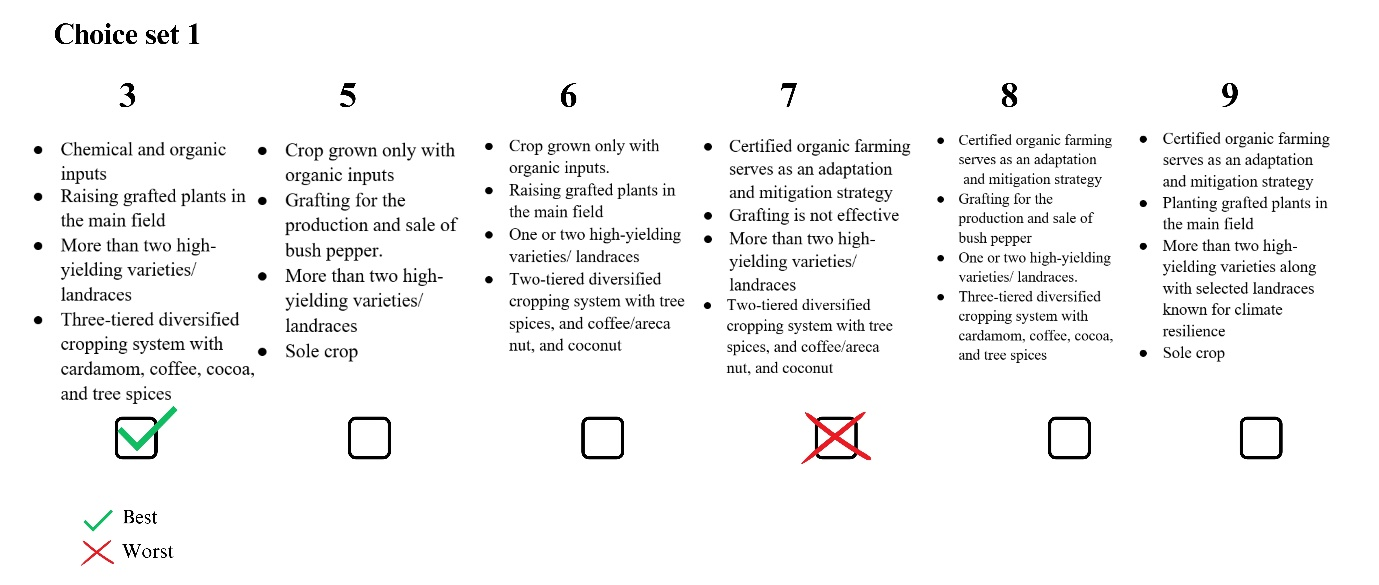 Choice set 1
3
5
6
7
8
9
● Chemical and organic
inputs
● Raising grafted plants in
the main field
● More than two high-
yielding varieties/
landraces
● Three-tiered diversified
cropping system with
cardamom, coffee, cocoa,
and tree spices
● Crop grown only with
organic inputs
● Grafting for the
production and sale of
bush pepper.
● More than two high-
yielding varieties/
landraces
● Sole crop
● Crop grown only with
organic inputs.
● Raising grafted plants in
the main field
● One or two high-yielding
varieties/ landraces
● Two-tiered diversified
cropping system with tree
spices, and coffee/areca
nut, and coconut
● Certified organic farming
serves as an adaptation
and mitigation strategy
● Grafting is not effective
● More than two high-
yielding varieties/
landraces
● Two-tiered diversified
cropping system with tree
spices, and coffee/areca
nut, and coconut
● Certified organic farming
serves as an adaptation
and mitigation strategy
● Grafting for the
production and sale of
bush pepper
● One or two high-yielding
varieties/ landraces.
● Three-tiered diversified
cropping system with
cardamom, coffee, cocoa,
and tree spices
● Certified organic farming
serves as an adaptation
and mitigation strategy
● Planting grafted plants in
the main field
● More than two high-
yielding varieties along
with selected landraces
known for climate
resilience
● Sole crop
Best
Worst